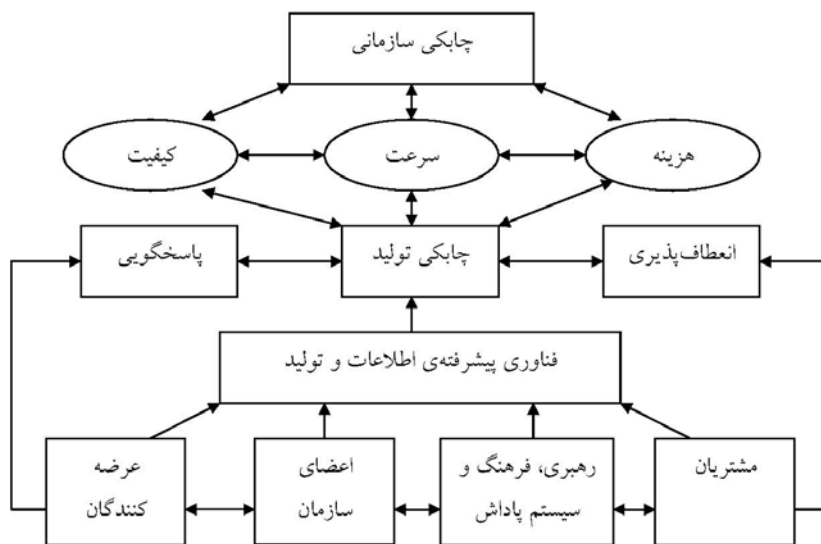 چابکی سازمانی
هزینه
سرعت
کیفیت
انعطاف‌پذیری
چابکی تولید
پاسخگویی
فناوری پیشرفته‌ی اطلاعات و تولید
مشتریان
رهبری، فرهنگ و
سیستم پاداش
اعضای
سازمان
عرضه
کنندگان